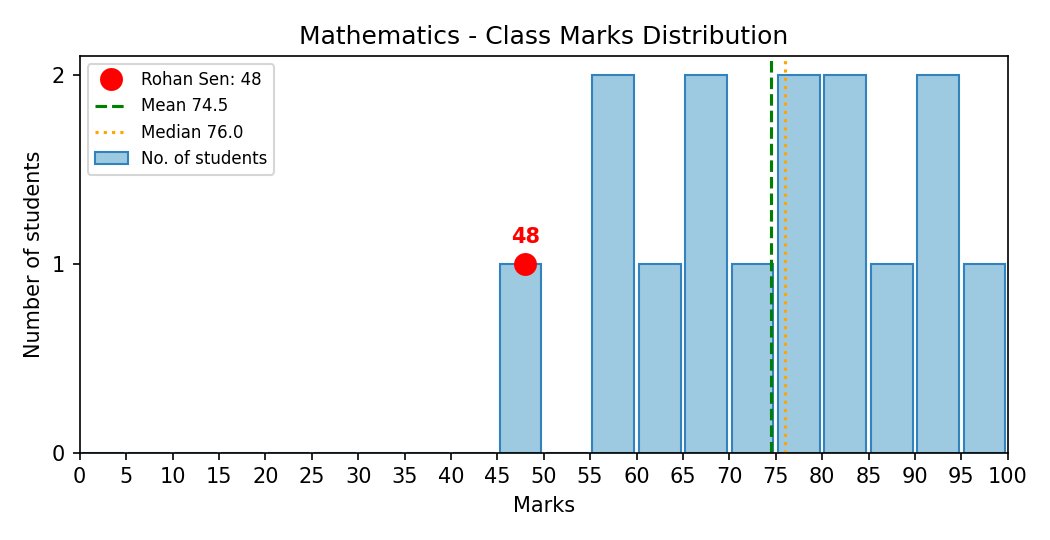 Mathematics - Class Marks Distribution
Rohan Sen: 48
Mean 74.5
Median 76.0
No. of students
48
Number of students
2
1
0
0 5 10 15 20 25 30 35 40 45 50 55 60 65 70 75 80 85 90 95 100
Marks